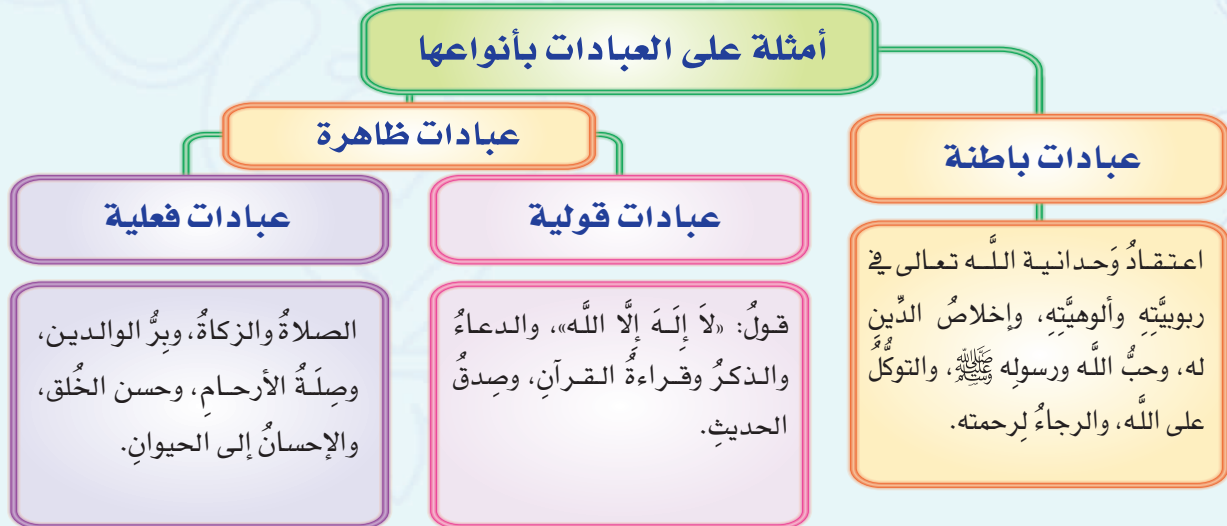 أمثلة على العبادات بأنواعها
عبادات باطنة
اعتقادُ وَحدانية اللَّه تعالى في
ربوبيَّتِهِ وألوهيَّتِهِ، وإخلاصُ الدِّينِ
له، وحبُّ اللَّه ورسولِه ﷺ، والتوكُّلُ
على اللَّه، والرجاءُ لِرحمته.
عبادات ظاهرة
عبادات قولية
قولُ: «لاَ إِلَهَ إِلَّا اللَّه»، والدعاءُ
والذكرُ وقراءةُ القرآنِ، وصِدقُ
الحديثِ.
عبادات فعلية
الصلاةُ والزكاةُ، وبِرُّ الوالدين،
وصِلَةُ الأرحامِ، وحسن الخُلق،
والإحسانُ إلى الحيوانِ.